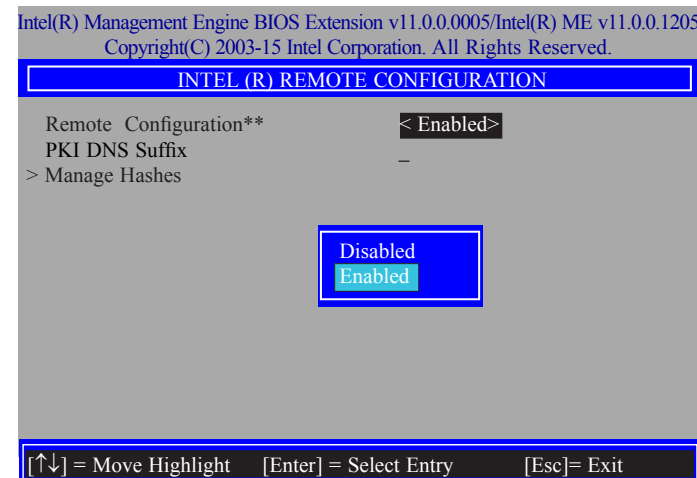 Intel(R) Management Engine BIOS Extension v11.0.0.0005/Intel(R) ME v11.0.0.1205
Copyright(C) 2003-15 Intel Corporation. All Rights Reserved.
INTEL (R) REMOTE CONFIGURATION
Remote Configuration** < Enabled>
PKI DNS Suffix _
> Manage Hashes
Disabled
Enabled
[↑↓] = Move Highlight [Enter] = Select Entry [Esc]= Exit